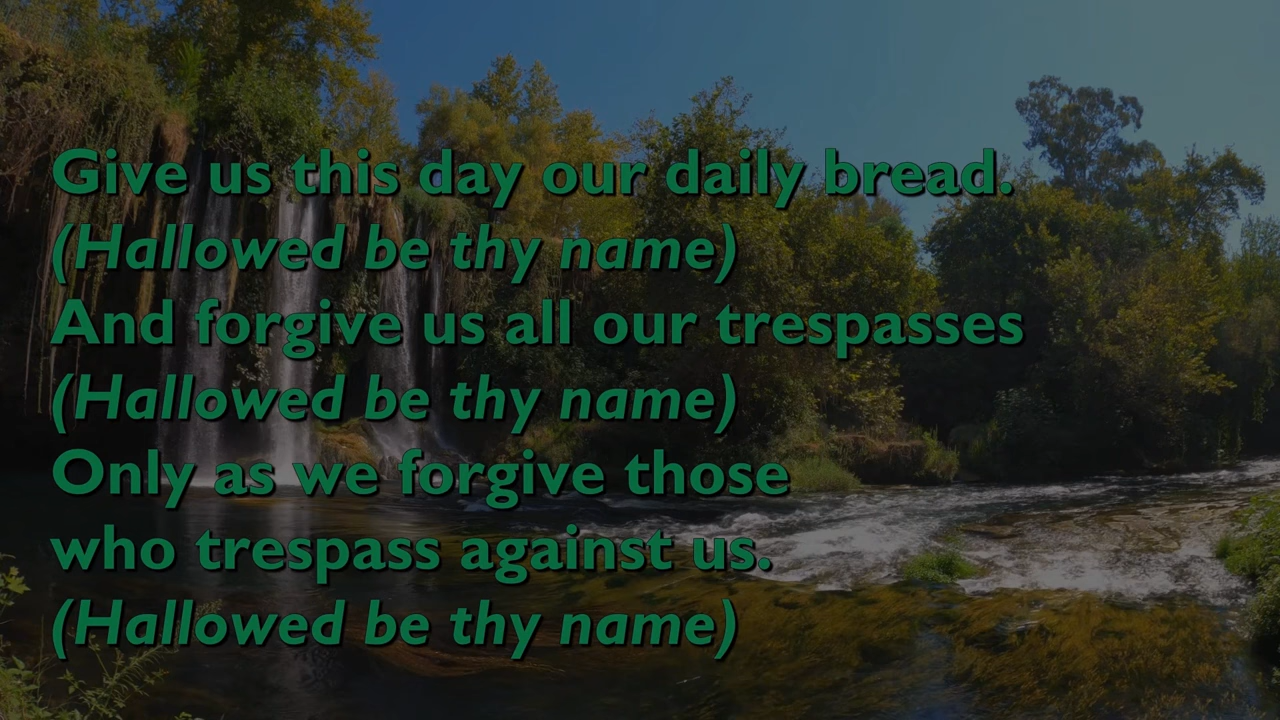 Give us this day our daily bread.
(Hallowed be thy name)
And forgive us all our trespasses
(Hallowed be thy name)
Only as we forgive those
who trespass against us.
(Hallowed be thy name)